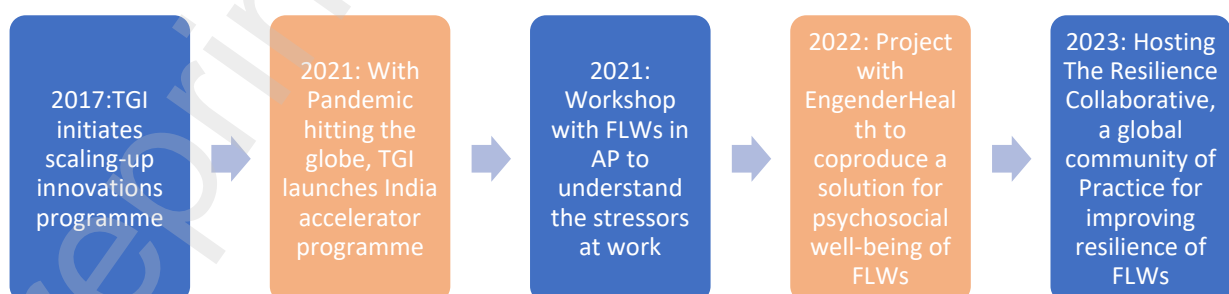 2017:TGI
initiates
scaling-up
innovations
programme
2021: With
Pandemic
hitting the
globe, TGI
launches India
accelerator
programme
2021:
Workshop
with FLWs in
AP to
understand
the stressors
at work
2022: Project
with
EngenderHeal
th to
coproduce a
solution for
psychosocial
well-being of
FLWs
2023: Hosting
The Resilience
Collaborative,
a global
community of
Practice for
improving
resilience of
FLWs